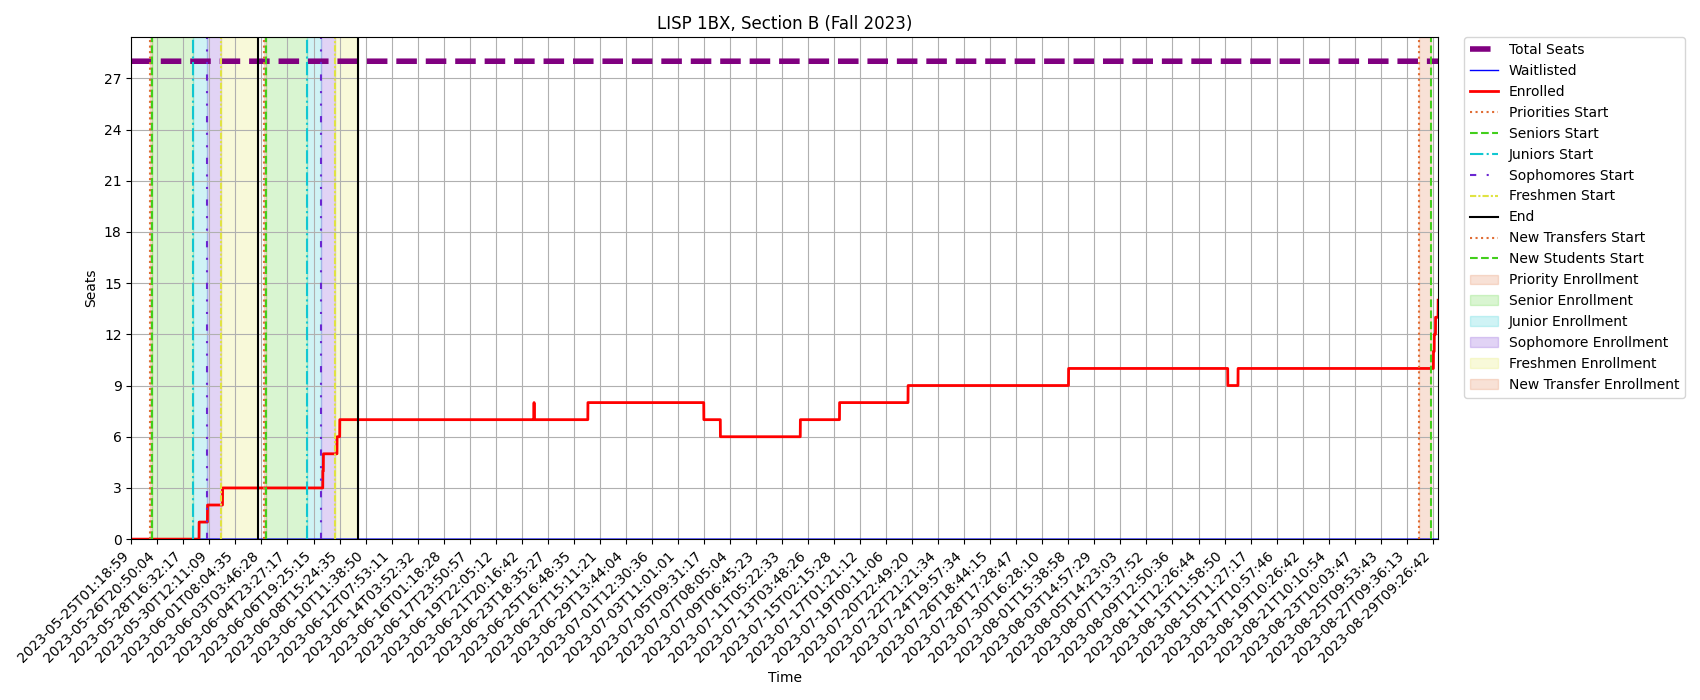 LISP 1BX, Section B (Fall 2023)
Seats
27
24
21
18
15
12
9
6
3
0
2023-05-25T01:18:59
2023-05-26T20:50:04
2023-05-28T16:32:17
2023-05-30T12:11:09
2023-06-01T08:04:35
2023-06-03T03:46:28
2023-06-04T23:27:17
2023-06-06T19:25:15
2023-06-08T15:24:35
2023-06-10T11:38:50
2023-06-12T07:53:11
2023-06-14T04:52:32
2023-06-16T01:18:28
2023-06-17T23:50:57
2023-06-19T22:05:12
2023-06-21T20:16:42
2023-06-23T18:35:27
2023-06-25T16:48:35
2023-06-27T15:11:21
2023-06-29T13:44:04
2023-07-01T12:30:36
2023-07-03T11:01:01
2023-07-05T09:31:17
2023-07-07T08:05:04
2023-07-09T06:45:23
2023-07-11T05:22:33
2023-07-13T03:48:26
2023-07-15T02:15:28
2023-07-17T01:21:12
2023-07-19T00:11:06
2023-07-20T22:49:20
2023-07-22T21:21:34
2023-07-24T19:57:34
2023-07-26T18:44:15
2023-07-28T17:28:47
2023-07-30T16:28:10
2023-08-01T15:38:58
2023-08-03T14:57:29
2023-08-05T14:23:03
2023-08-07T13:37:52
2023-08-09T12:50:36
2023-08-11T12:26:44
2023-08-13T11:58:50
2023-08-15T11:27:17
2023-08-17T10:57:46
2023-08-19T10:26:42
2023-08-21T10:10:54
2023-08-23T10:03:47
2023-08-25T09:53:43
2023-08-27T09:36:13
2023-08-29T09:26:42
Time
Total Seats
Waitlisted
Enrolled
Priorities Start
Seniors Start
Juniors Start
Sophomores Start
Freshmen Start
End
New Transfers Start
New Students Start
Priority Enrollment
Senior Enrollment
Junior Enrollment
Sophomore Enrollment
Freshmen Enrollment
New Transfer Enrollment